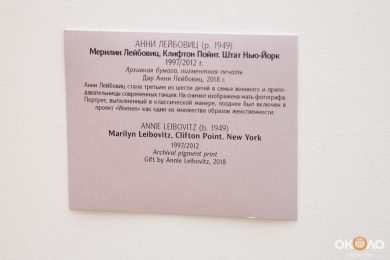 АННИ ЛЕЙБОВИЦ (р. 1949)
Мерилин Лейбовиц, Клифтон Пойнт. Штат Нью-Йорк
1997/2012 г.
Архивная бумага, пигментная печать
Дар Анни Лейбовиц, 2018 г.
Анни Лейбовиц стала третьим из шести детей в семье военного и препо-
давательницы современных танцев. На снимке изображена мать фотографа.
Портрет, выполненный в классической манере, позднее был включен в
проект «Women» как один из множества образов женственности.
ANNIE LEIBOVITZ (b. 1949)
Marilyn Leibovitz, Clifton Point. New York
1997/2012
Archival pigment print
Gift by Annie Leibovitz, 2018
ОКОЛО